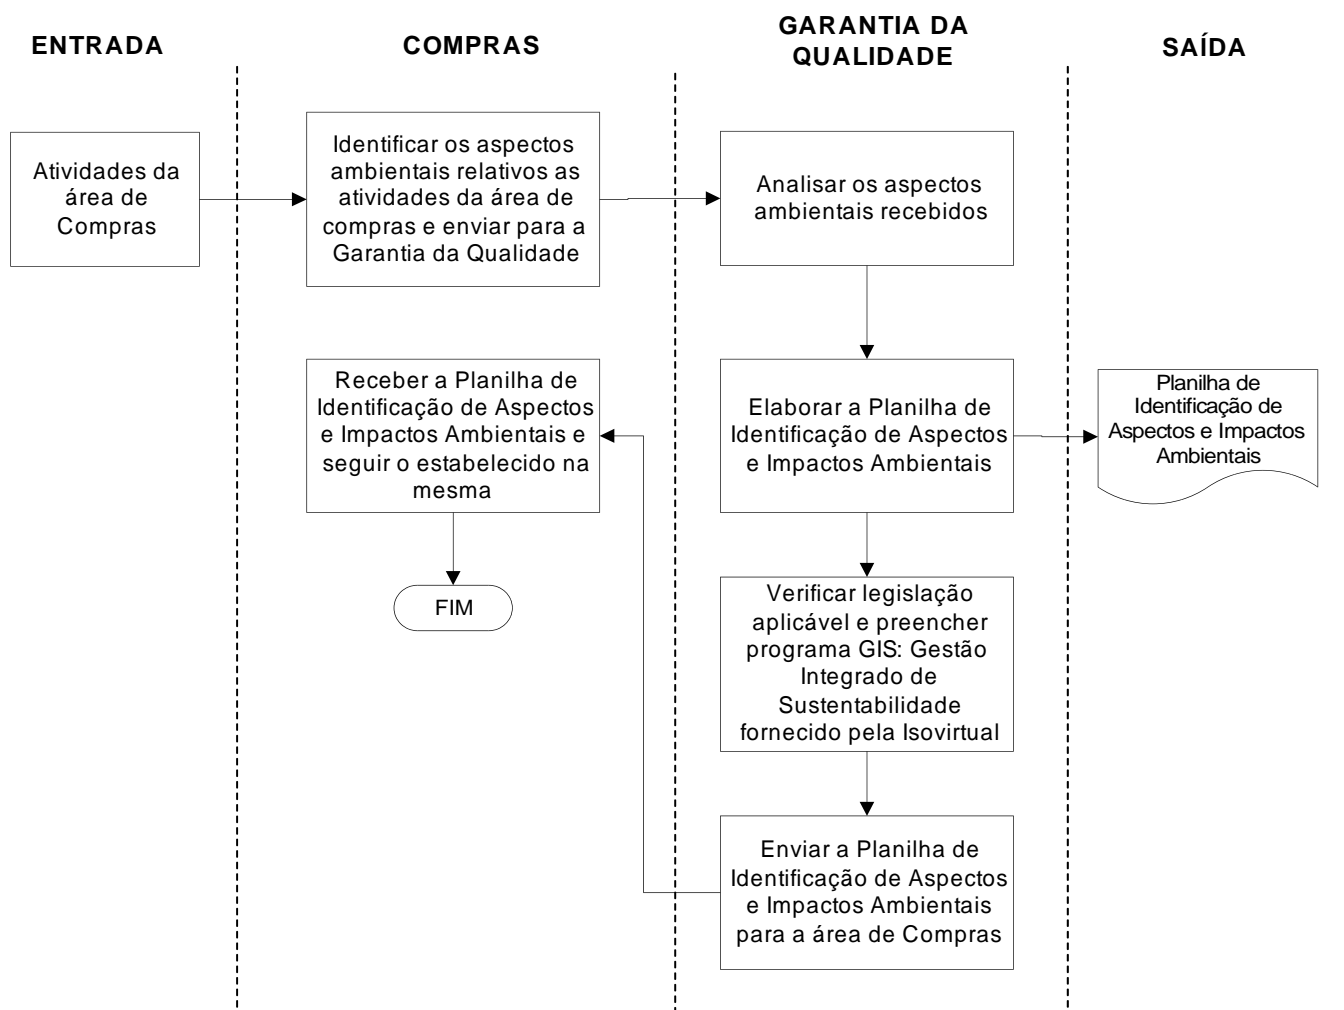 ENTRADA
COMPRAS
GARANTIA DA
QUALIDADE
SAÍDA
Atividades da
área de
Compras
Identificar os aspectos
ambientais relativos as
atividades da área de
compras e enviar para a
Garantia da Qualidade
Analisar os aspectos
ambientais recebidos
Receber a Planilha de
Identificação de Aspectos
e Impactos Ambientais e
seguir o estabelecido na
mesma
Elaborar a Planilha de
Identificação de Aspectos
e Impactos Ambientais
Planilha de
Identificação de
Aspectos e Impactos
Ambientais
FIM
Verificar legislação
aplicável e preencher
programa GIS: Gestão
Integrado de
Sustentabilidade
fornecido pela Isovirtual
Enviar a Planilha de
Identificação de Aspectos
e Impactos Ambientais
para a área de Compras